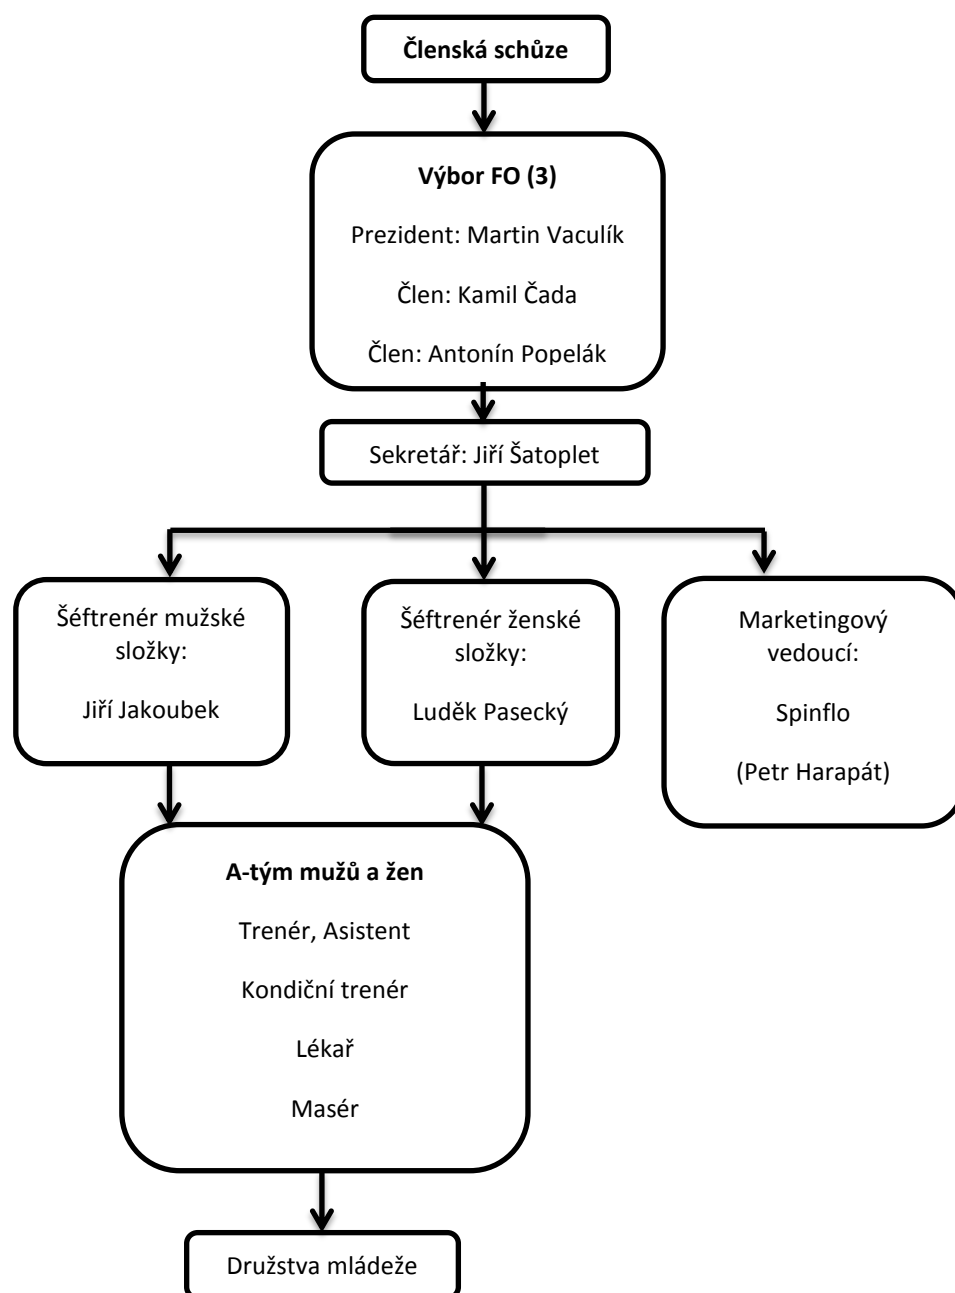 Členská schůze
Výbor FO (3)
Prezident: Martin Vaculík
Člen: Kamil Čada
Člen: Antonín Popelák
Sekretář: Jiří Šatoplet
Šéftrenér mužské
složky:
Jiří Jakoubek
Šéftrenér ženské
složky:
Luděk Pasecký
Marketingový
vedoucí:
Spinflo
(Petr Harapát)
A-tým mužů a žen
Trenér, Asistent
Kondiční trenér
Lékař
Masér
Družstva mládeže